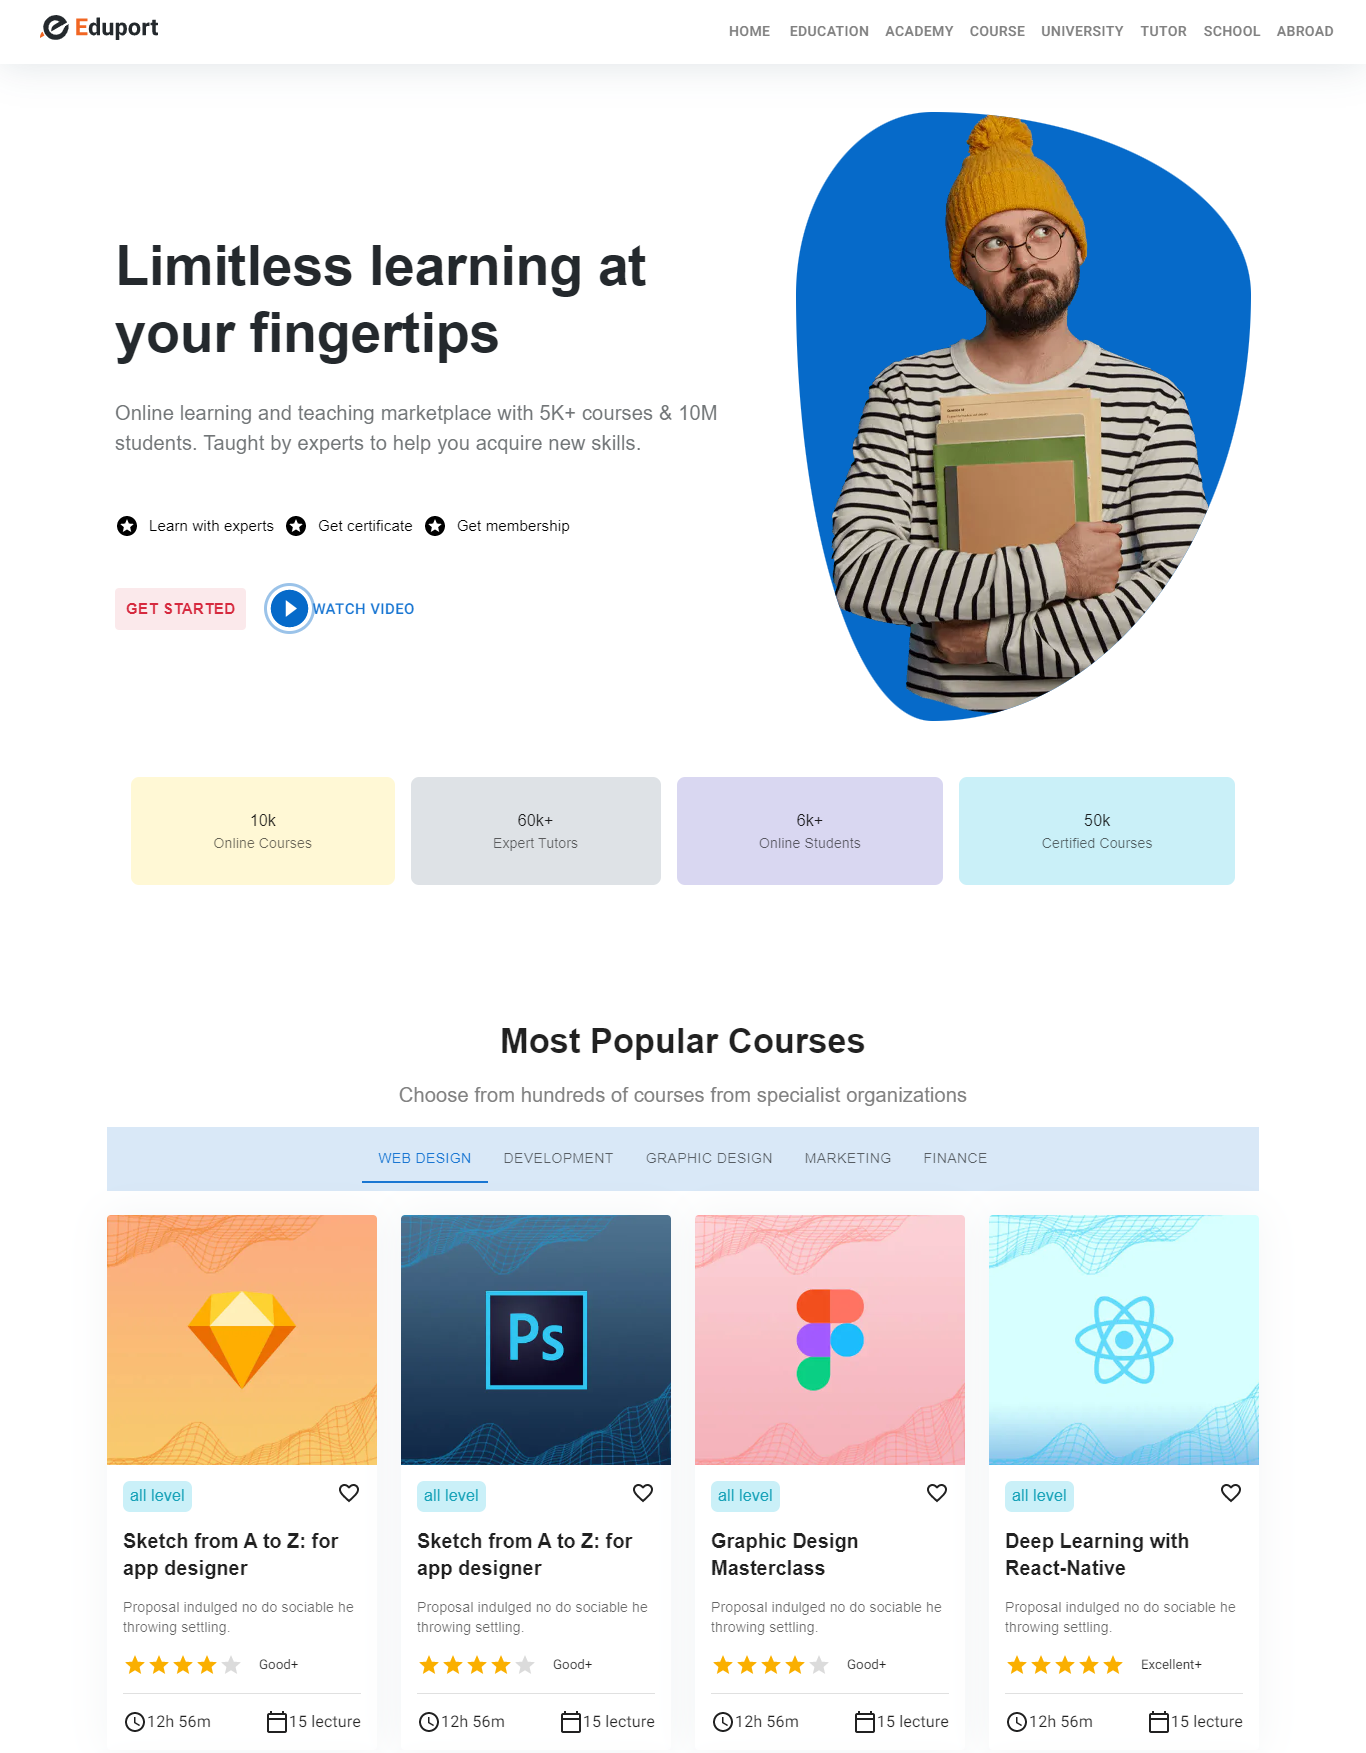 Eduport
HOME EDUCATION ACADEMY COURSE UNIVERSITY TUTOR SCHOOL ABROAD
Limitless learning at
your fingertips
Online learning and teaching marketplace with 5K+ courses & 10M
students. Taught by experts to help you acquire new skills.
Learn with experts Get certificate Get membership
GET STARTED WATCH VIDEO
10k 60k+ 6k+ 50k
Online Courses Expert Tutors Online Students Certified Courses
Most Popular Courses
Choose from hundreds of courses from specialist organizations
WEB DESIGN DEVELOPMENT GRAPHIC DESIGN MARKETING FINANCE
Ps
all level
Sketch from A to Z: for
app designer
Proposal indulged no do sociable he
throwing settling.
Good+
12h 56m 15 lecture
all level
Sketch from A to Z: for
app designer
Proposal indulged no do sociable he
throwing settling.
Good+
12h 56m 15 lecture
all level
Graphic Design
Masterclass
Proposal indulged no do sociable he
throwing settling.
Good+
12h 56m 15 lecture
all level
Deep Learning with
React-Native
Proposal indulged no do sociable he
throwing settling.
Excellent+
12h 56m 15 lecture